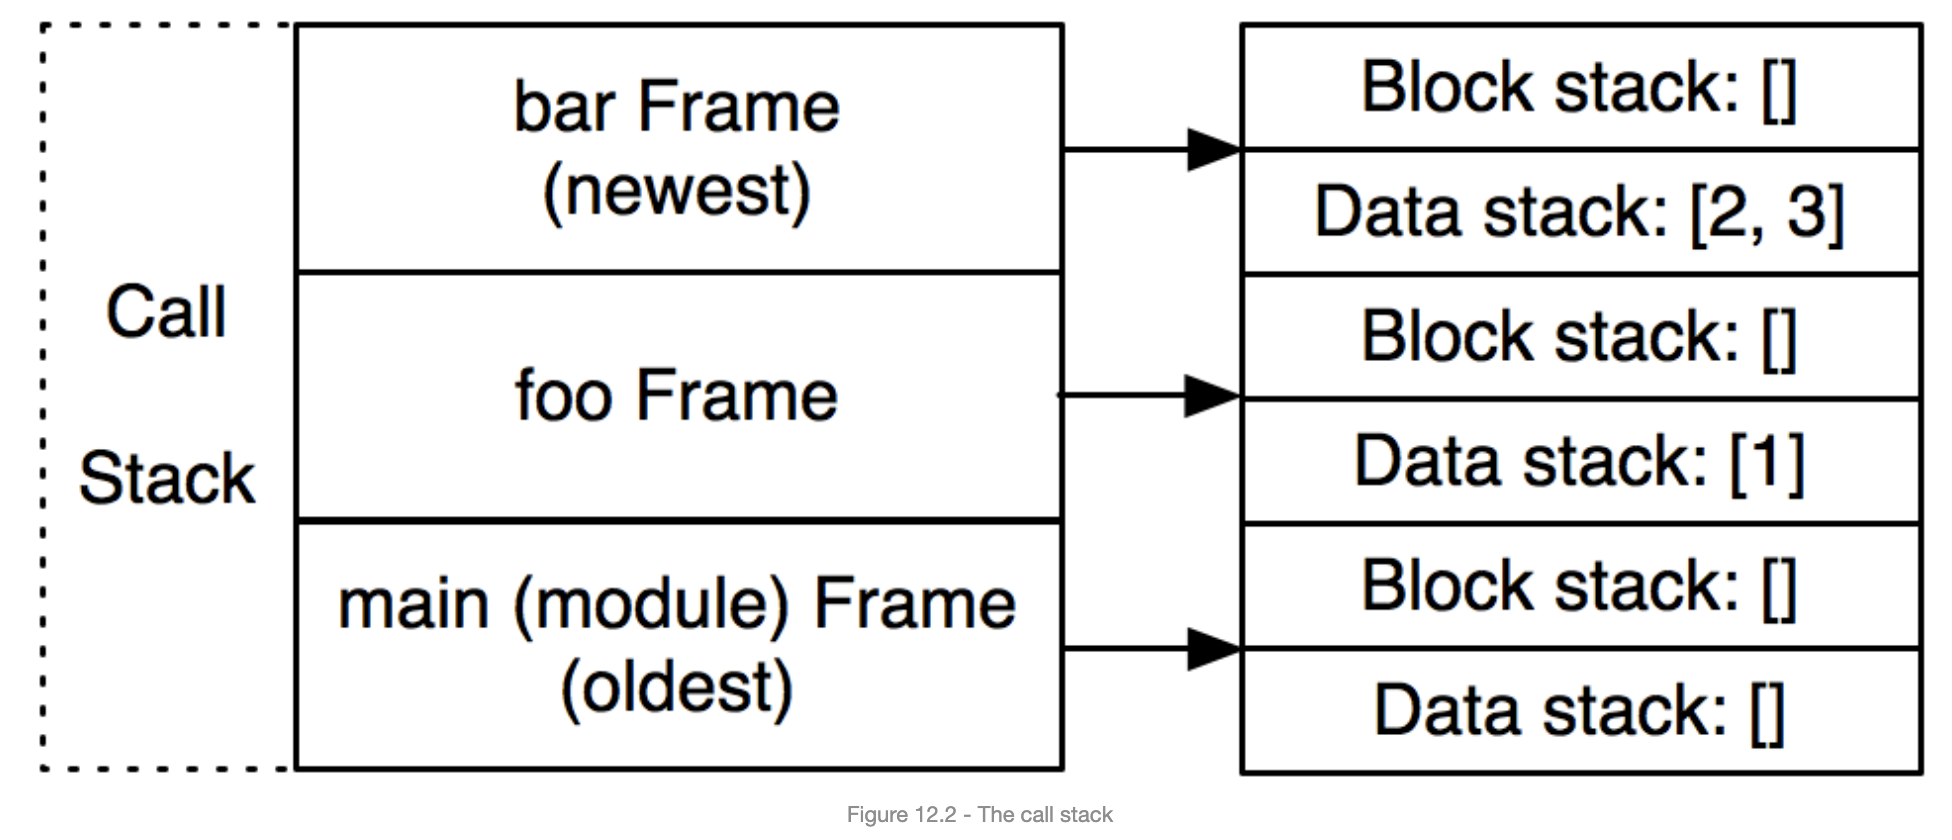 Call
Stack
bar Frame
(newest)
foo Frame
main (module) Frame
(oldest)
Block stack: []
Data stack: [2, 3]
Block stack: []
Data stack: [1]
Block stack: []
Data stack: []
Figure 12.2 - The call stack